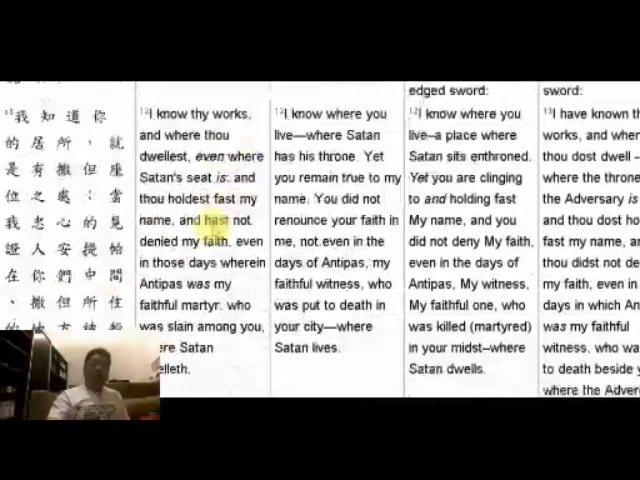 13我知道你
的居所，就
是有撒但座
位之處；當
我忠心的見
證人安提帕
在你們中間
、撒但所住
13I know thy works,
and where thou
dwellest, even where
Satan's seat is: and
thou holdest fast my
name, and hast not
denied my faith, even
in those days wherein
Antipas was my
faithful martyr, who
was slain among you,
Satan
13I know where you
live—where Satan
has his throne. Yet
you remain true to my
name. You did not
renounce your faith in
me, not even in the
days of Antipas, my
faithful witness, who
was put to death in
your city—where
Satan lives.
edged sword:
13I know where you
live–a place where
Satan sits enthroned.
Yet you are clinging
to and holding fast
My name, and you
did not deny My faith,
even in the days of
Antipas, My witness,
My faithful one, who
was killed (martyred)
in your midst–where
Satan dwells.
sword:
13I have known th
works, and wher
thou dost dwell –
where the throne
the Adversary is
and thou dost ho
fast my name, an
thou didst not de
my faith, even in
days in which An
was my faithful
witness, who wa
to death beside y
where the Advers